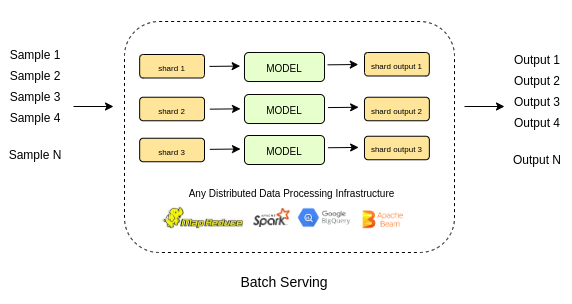 Sample 1
Sample 2
Sample 3
Sample 4
Sample N
shard 1
MODEL
shard output 1
shard 2
MODEL
shard output 2
shard 3
MODEL
shard output 3
Any Distributed Data Processing Infrastructure
MapReduce
APACHE Spark
Google
BigQuery
Apache
Beam
Output 1
Output 2
Output 3
Output 4
Output N
Batch Serving